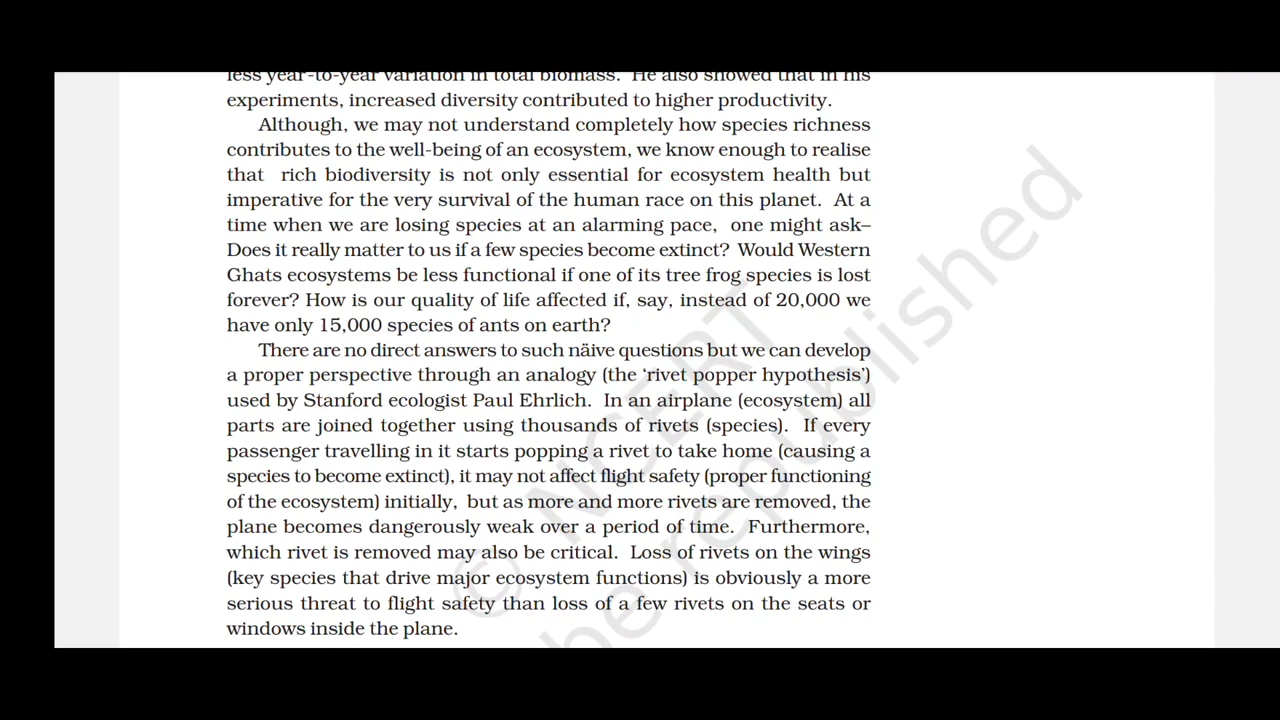 less year-to-year variation in total biomass. He also showed that in his
experiments, increased diversity contributed to higher productivity.
Although, we may not understand completely how species richness
contributes to the well-being of an ecosystem, we know enough to realise
that rich biodiversity is not only essential for ecosystem health but
imperative for the very survival of the human race on this planet. At a
time when we are losing species at an alarming pace, one might ask–
Does it really matter to us if a few species become extinct? Would Western
Ghats ecosystems be less functional if one of its tree frog species is lost
forever? How is our quality of life affected if, say, instead of 20,000 we
have only 15,000 species of ants on earth?
There are no direct answers to such näive questions but we can develop
a proper perspective through an analogy (the ‘rivet popper hypothesis’)
used by Stanford ecologist Paul Ehrlich. In an airplane (ecosystem) all
parts are joined together using thousands of rivets (species). If every
passenger travelling in it starts popping a rivet to take home (causing a
species to become extinct), it may not affect flight safety (proper functioning
of the ecosystem) initially, but as more and more rivets are removed, the
plane becomes dangerously weak over a period of time. Furthermore,
which rivet is removed may also be critical. Loss of rivets on the wings
(key species that drive major ecosystem functions) is obviously a more
serious threat to flight safety than loss of a few rivets on the seats or
windows inside the plane.
© NCERT
be republished